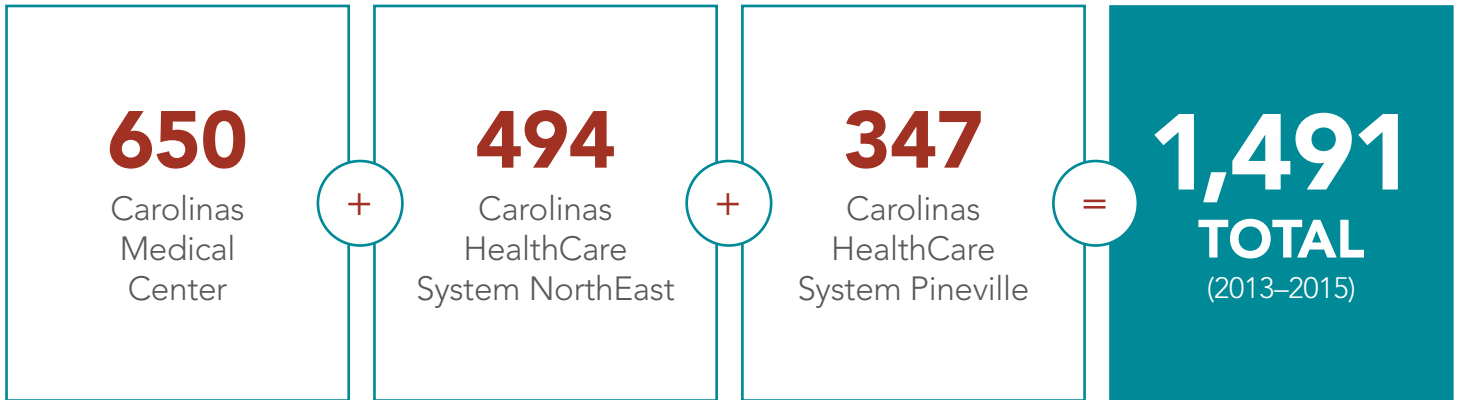 650
Carolinas
Medical
Center
+
494
Carolinas
HealthCare
System NorthEast
+
347
Carolinas
HealthCare
System Pineville
=
1,491
TOTAL
(2013–2015)